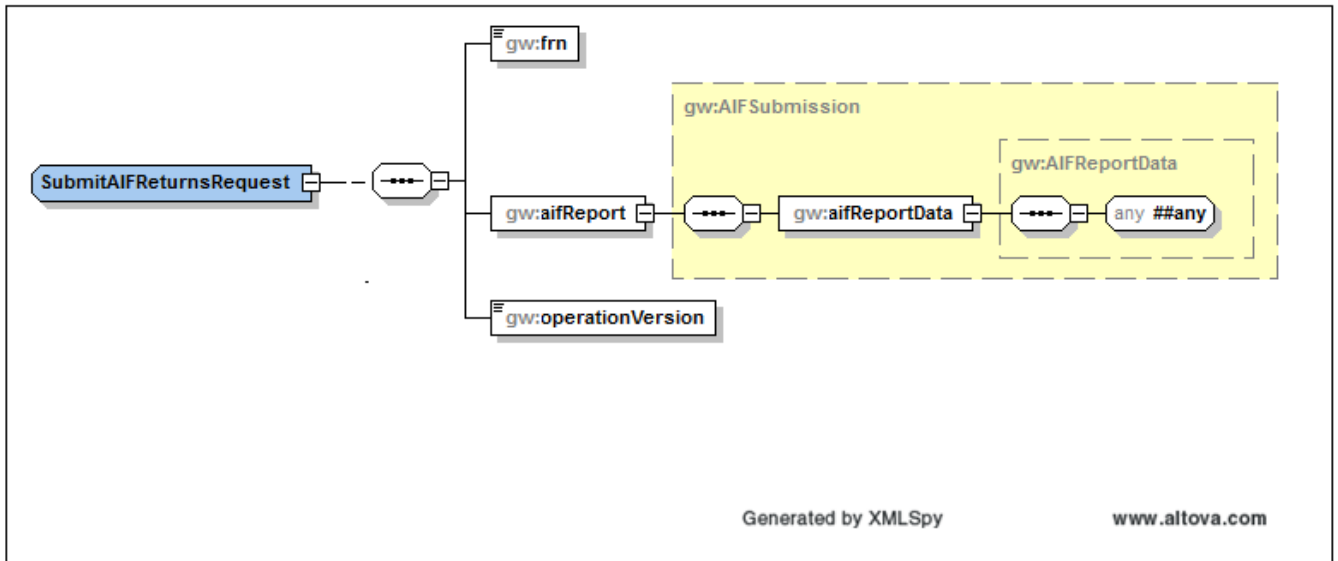 gw:frn
gw:AIFSubmission
gw:AIFReportData
SubmitAIFReturnsRequest
gw:aifReport
gw:aifReportData
any ##any
gw:operationVersion
Generated by XMLSpy
www.altova.com